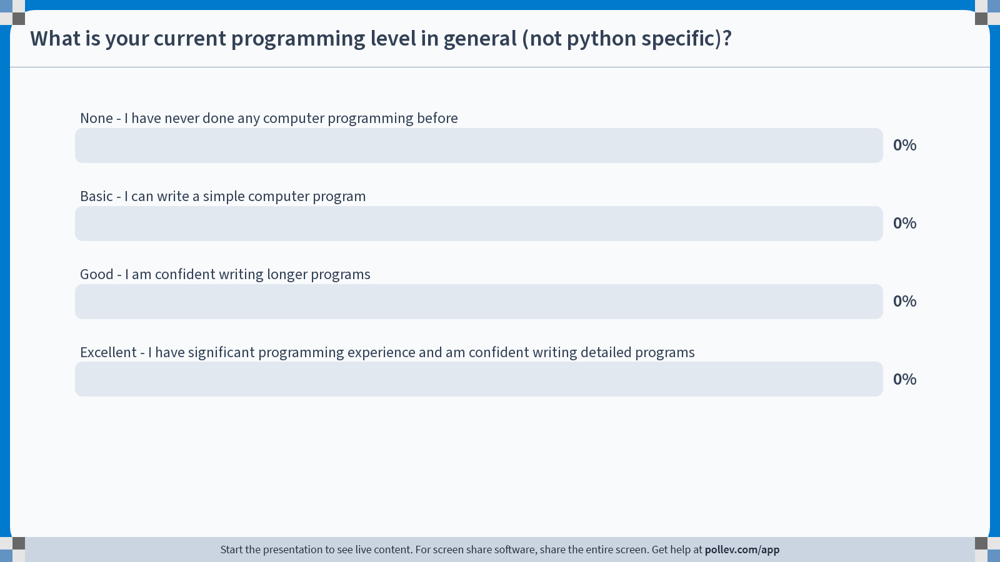 What is your current programming level in general (not python specific)?
None - I have never done any computer programming before
0%
Basic - I can write a simple computer program
0%
Good - I am confident writing longer programs
0%
Excellent - I have significant programming experience and am confident writing detailed programs
0%
Start the presentation to see live content. For screen share software, share the entire screen. Get help at pollev.com/app